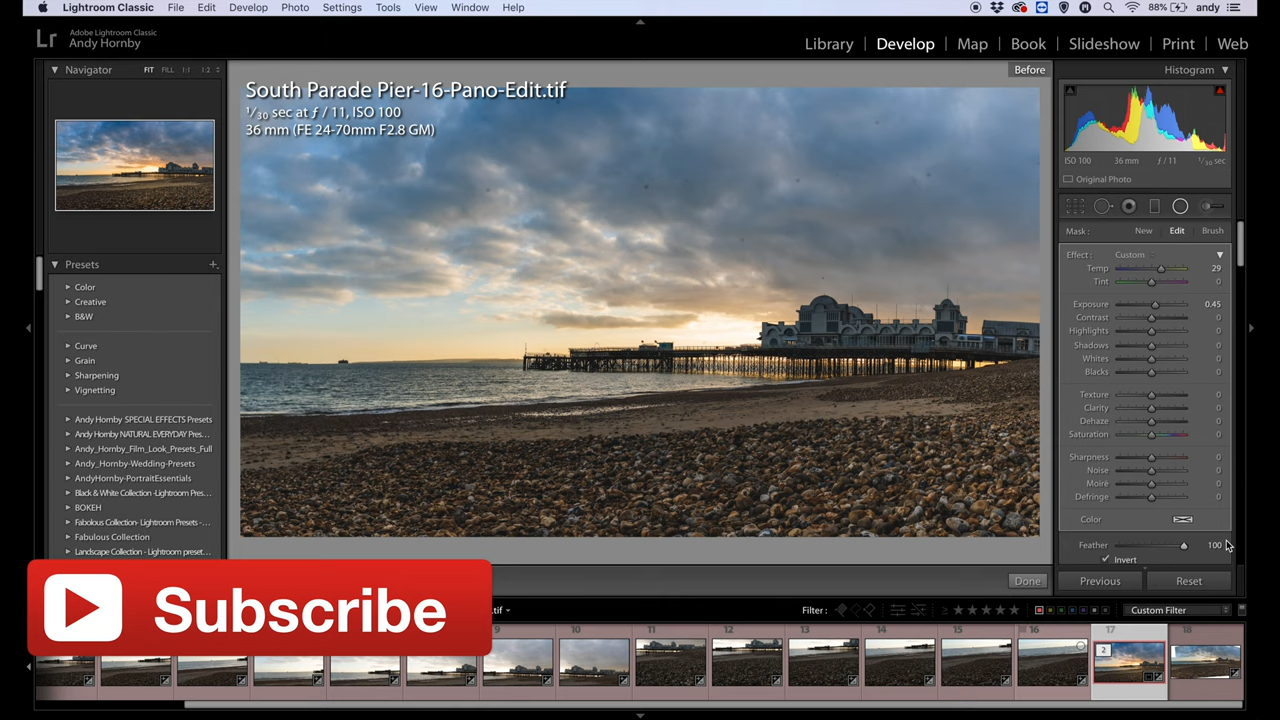 Lightroom Classic File Edit Develop Photo Settings Tools View Window Help 88% andy
Lr Adobe Lightroom Classic
Andy Hornby
Library Develop Map Book Slideshow Print Web
Navigator FIT FILL 1:1 1:2
Before
Histogram
South Parade Pier-16-Pano-Edit.tif
1/30 sec at ƒ / 11, ISO 100
36 mm (FE 24-70mm F2.8 GM)
ISO 100 36 mm ƒ / 11 1/30 sec
Original Photo
Mask : New Edit Brush
Effect : Custom
Temp 29
Tint 0
Exposure 0.45
Contrast 0
Highlights 0
Shadows 0
Whites 0
Blacks 0
Texture 0
Clarity 0
Dehaze 0
Saturation 0
Sharpness 0
Noise 0
Moiré 0
Defringe 0
Color
Feather 100
Invert
Previous Reset
Presets
Color
Creative
B&W
Curve
Grain
Sharpening
Vignetting
Andy Hornby SPECIAL EFFECTS Presets
Andy Hornby NATURAL EVERYDAY Pres...
Andy_Hornby_Film_Look_Presets_Full
Andy_Hornby-Wedding-Presets
AndyHornby-PortraitEssentials
Black & White Collection -Lightroom Pres...
BOKEH
Fabolous Collection- Lightroom Presets -...
Fabulous Collection
Landscape Collection - Lightroom preset...
Done
Subscribe
.tif
Filter : Custom Filter
9 10 11 12 13 14 15 16 17 18
2